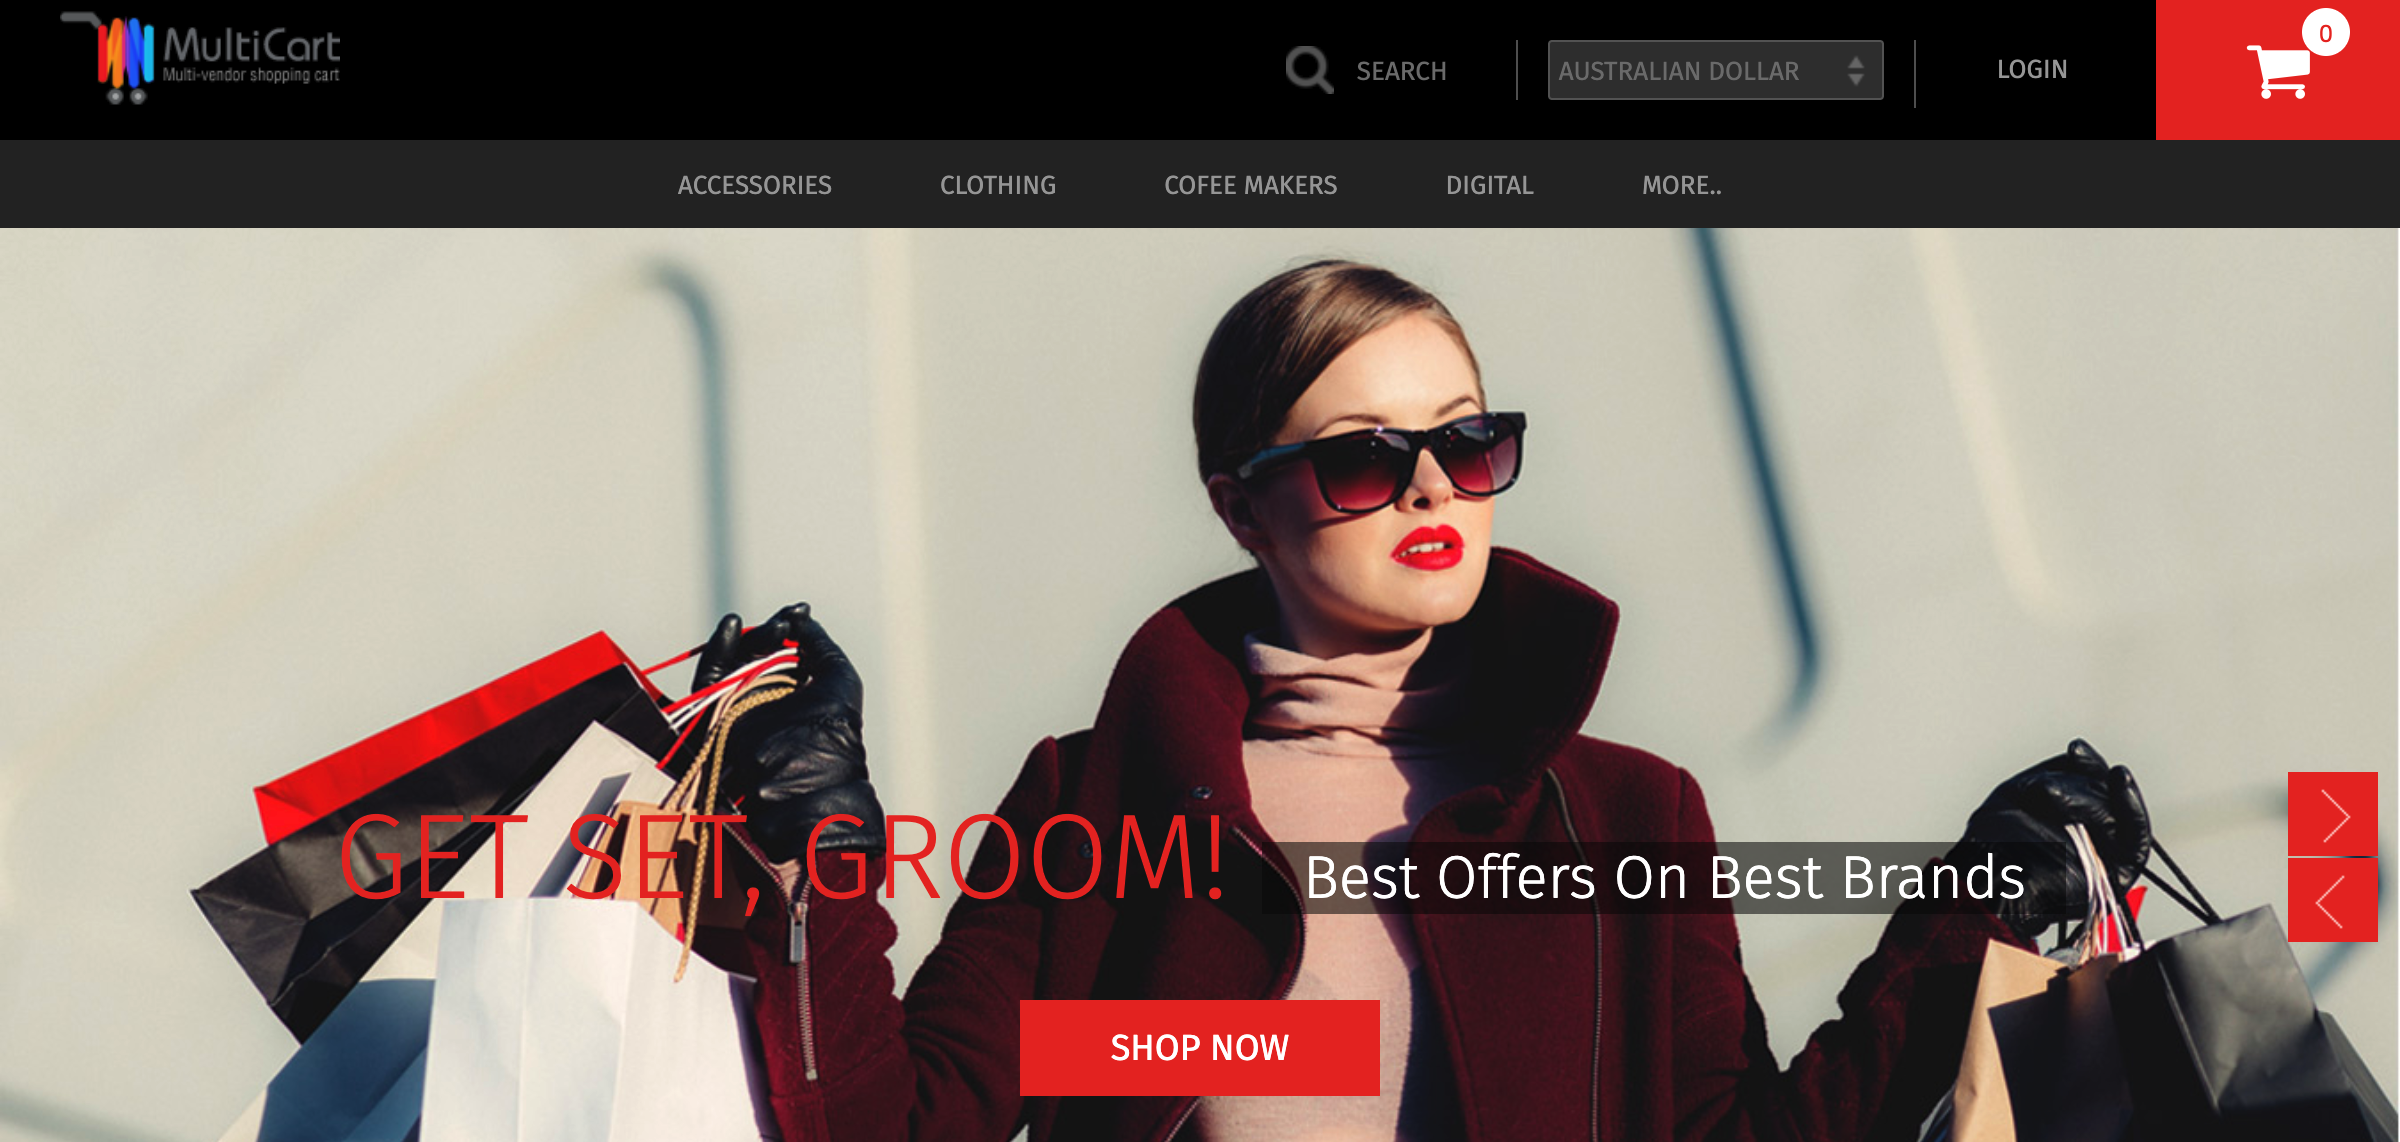 MultiCart
Multi-vendor shopping cart
SEARCH
AUSTRALIAN DOLLAR
LOGIN
0
ACCESSORIES
CLOTHING
COFEE MAKERS
DIGITAL
MORE..
GET SET, GROOM!
Best Offers On Best Brands
SHOP NOW